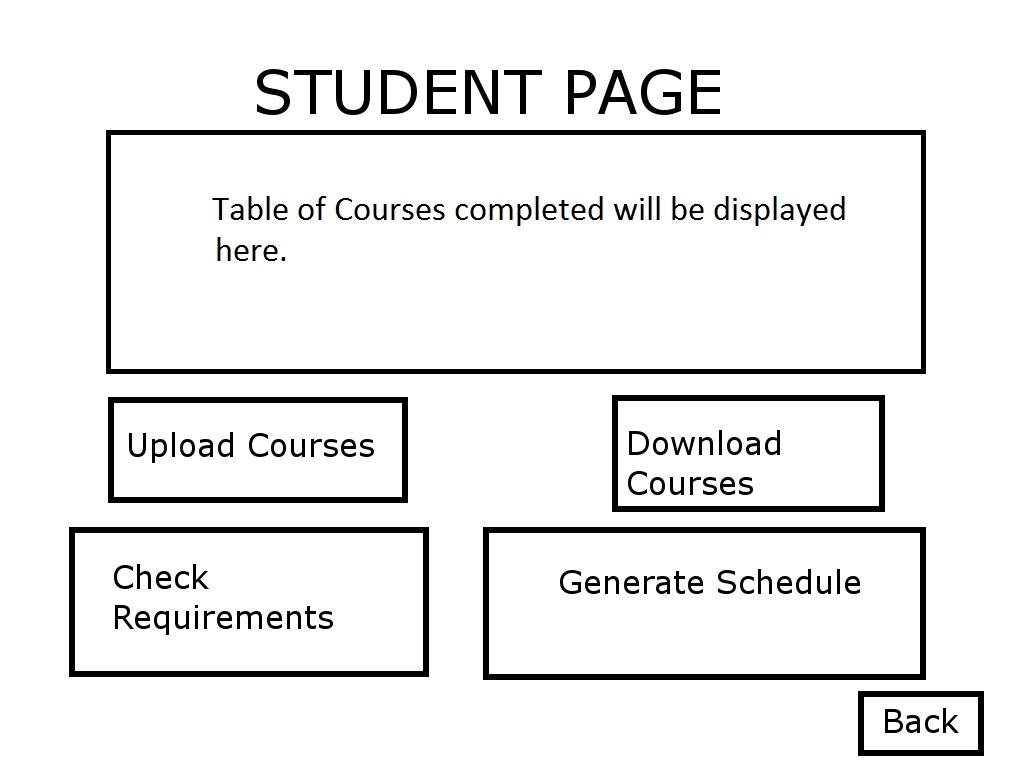 STUDENT PAGE
Table of Courses completed will be displayed
here.
Upload Courses
Download
Courses
Check
Requirements
Generate Schedule
Back